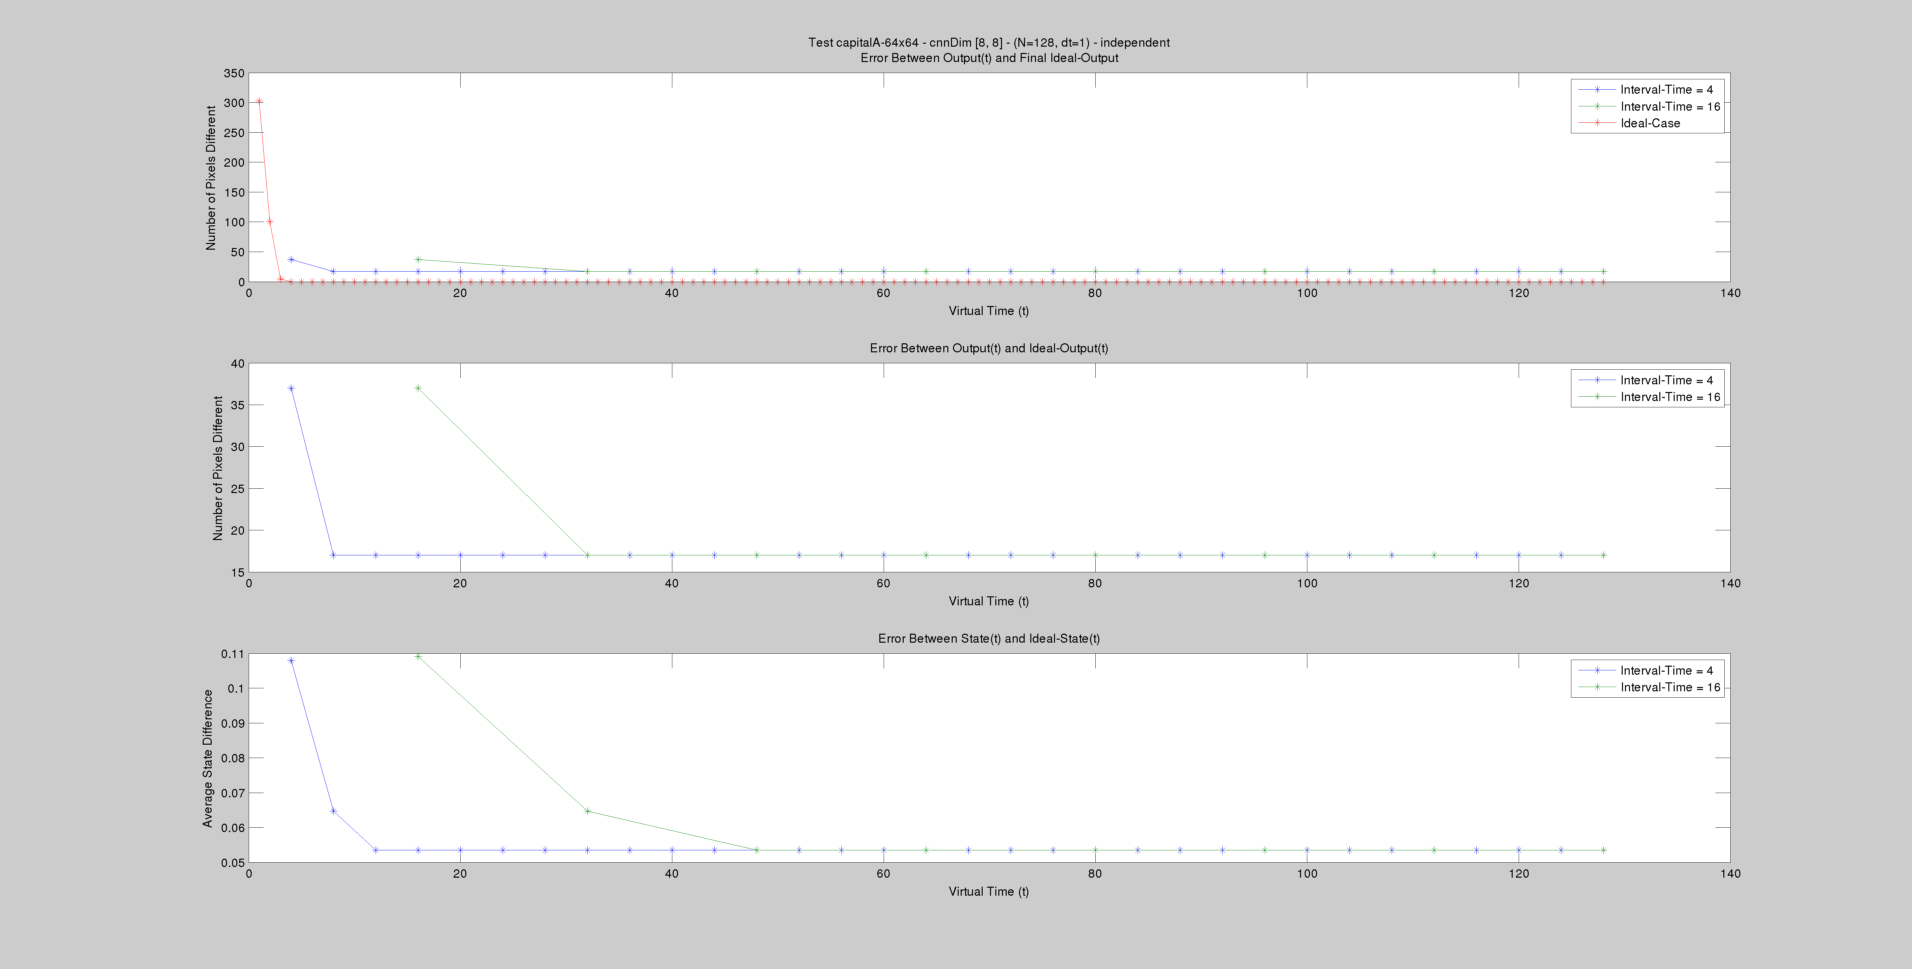 Test capitalA-64x64 - cnnDim [8, 8] - (N=128, dt=1) - independent
Error Between Output(t) and Final Ideal-Output
Number of Pixels Different
350
300
250
200
150
100
50
0
0 20 40 60 80 100 120 140
Virtual Time (t)
Interval-Time = 4
Interval-Time = 16
Ideal-Case
Error Between Output(t) and Ideal-Output(t)
Number of Pixels Different
40
35
30
25
20
15
0 20 40 60 80 100 120 140
Virtual Time (t)
Interval-Time = 4
Interval-Time = 16
Error Between State(t) and Ideal-State(t)
Average State Difference
0.11
0.1
0.09
0.08
0.07
0.06
0.05
0 20 40 60 80 100 120 140
Virtual Time (t)
Interval-Time = 4
Interval-Time = 16